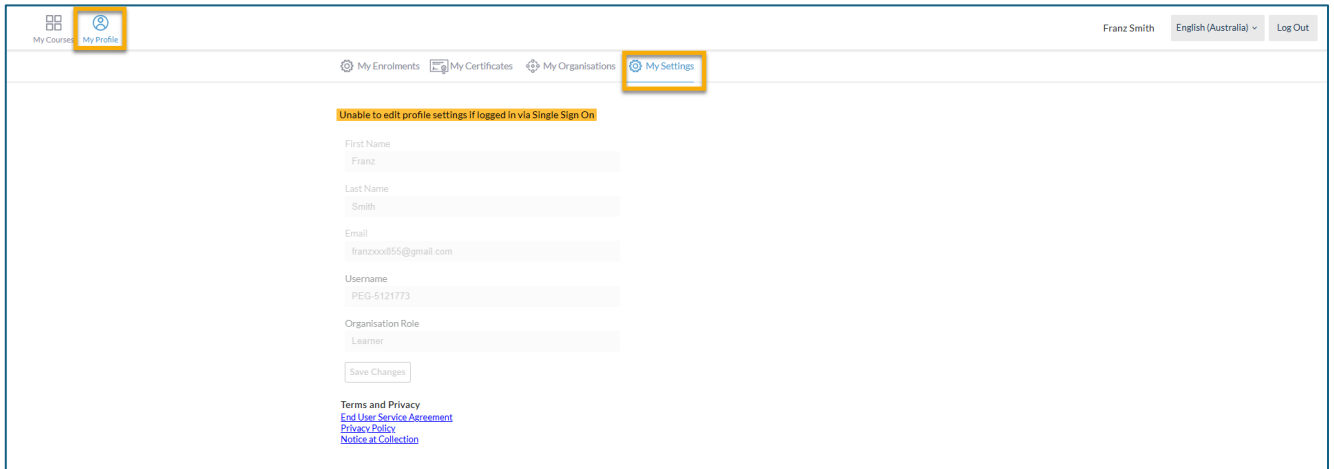 My Courses
My Profile
Franz Smith
English (Australia)
Log Out
My Enrolments
My Certificates
My Organisations
My Settings
Unable to edit profile settings if logged in via Single Sign On
First Name
Franz
Last Name
Smith
Email
franzxxx855@gmail.com
Username
PEG-5121773
Organisation Role
Learner
Save Changes
Terms and Privacy
End User Service Agreement
Privacy Policy
Notice at Collection